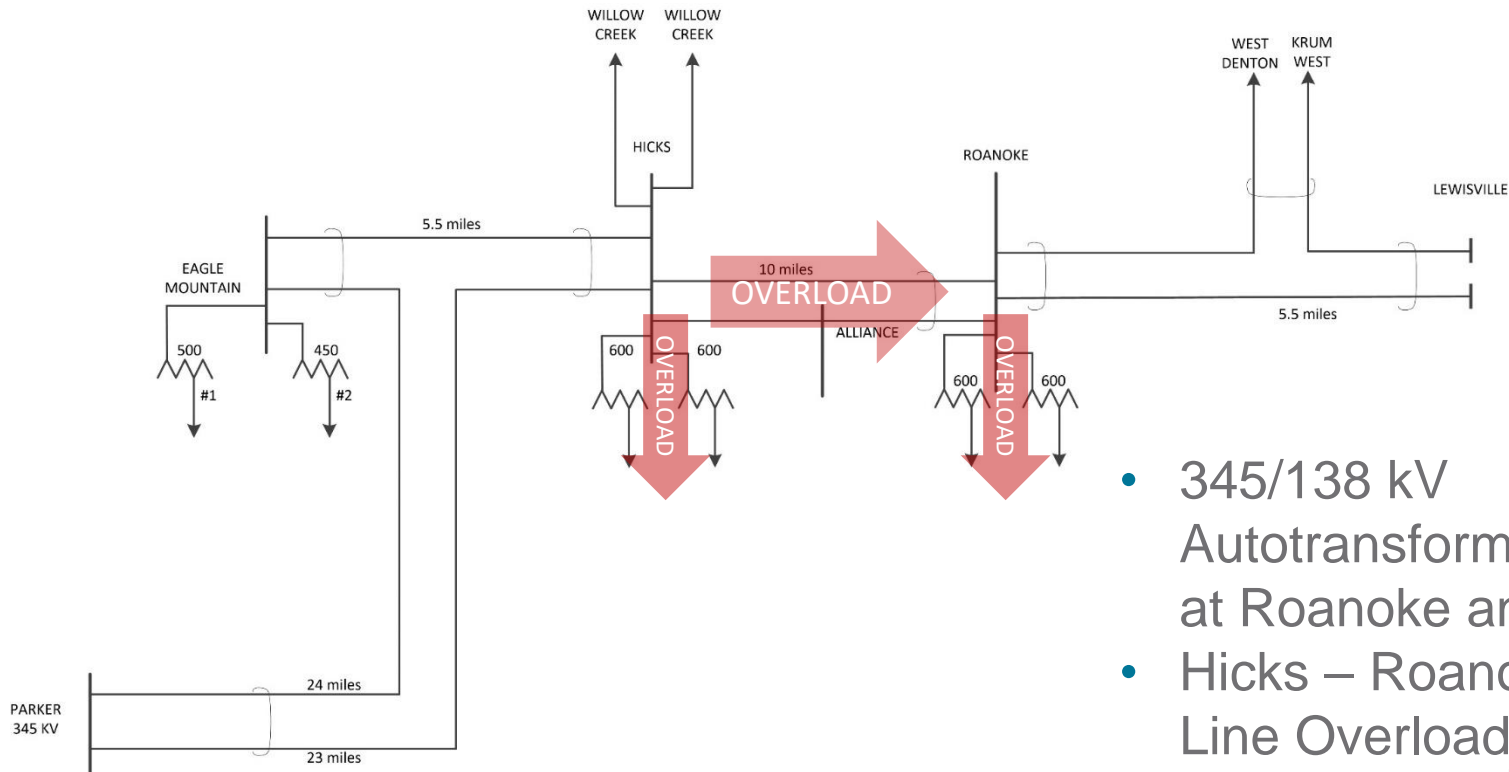 WILLOW
CREEK
WILLOW
CREEK
WEST
DENTON
KRUM
WEST
HICKS
ROANOKE
LEWISVILLE
5.5 miles
EAGLE
MOUNTAIN
10 miles
OVERLOAD
5.5 miles
ALLIANCE
500
450
600
600
600
600
#1
#2
OVERLOAD
OVERLOAD
24 miles
PARKER
345 KV
23 miles
• 345/138 kV
Autotransform
at Roanoke
• Hicks –
Line Overload